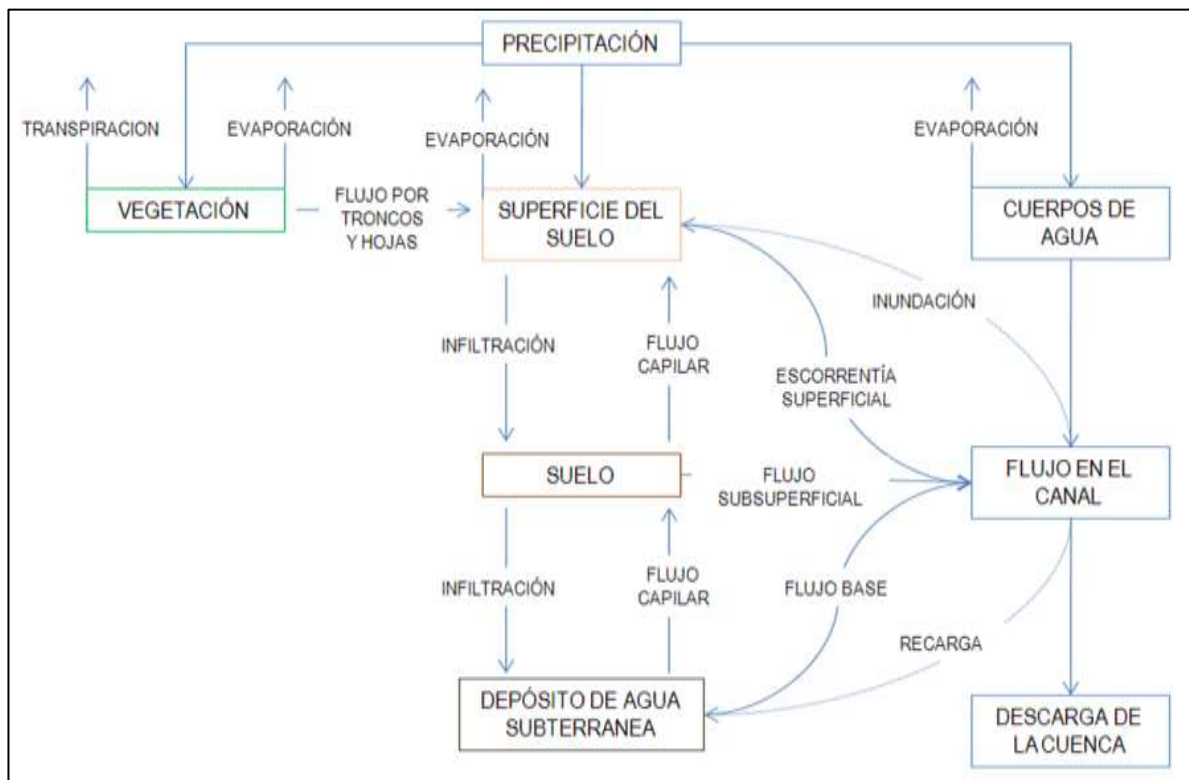 PRECIPITACIÓN
TRANSPIRACION
EVAPORACIÓN
EVAPORACIÓN
EVAPORACIÓN
VEGETACIÓN
FLUJO POR
TRONCOS
Y HOJAS
SUPERFICIE DEL
SUELO
CUERPOS DE
AGUA
INUNDACIÓN
INFILTRACIÓN
FLUJO
CAPILAR
ESCORRENTÍA
SUPERFICIAL
SUELO
FLUJO
SUBSUPERFICIAL
FLUJO EN EL
CANAL
INFILTRACIÓN
FLUJO
CAPILAR
FLUJO BASE
RECARGA
DEPÓSITO DE AGUA
SUBTERRANEA
DESCARGA DE
LA CUENCA